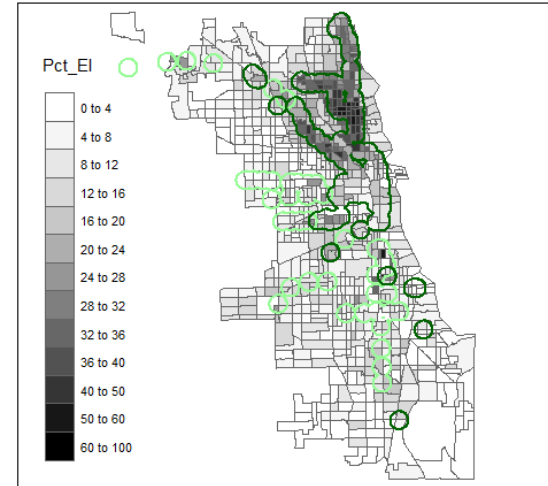 Pct_El
0 to 4
4 to 8
8 to 12
12 to 16
16 to 20
20 to 24
24 to 28
28 to 32
32 to 36
36 to 40
40 to 50
50 to 60
60 to 100